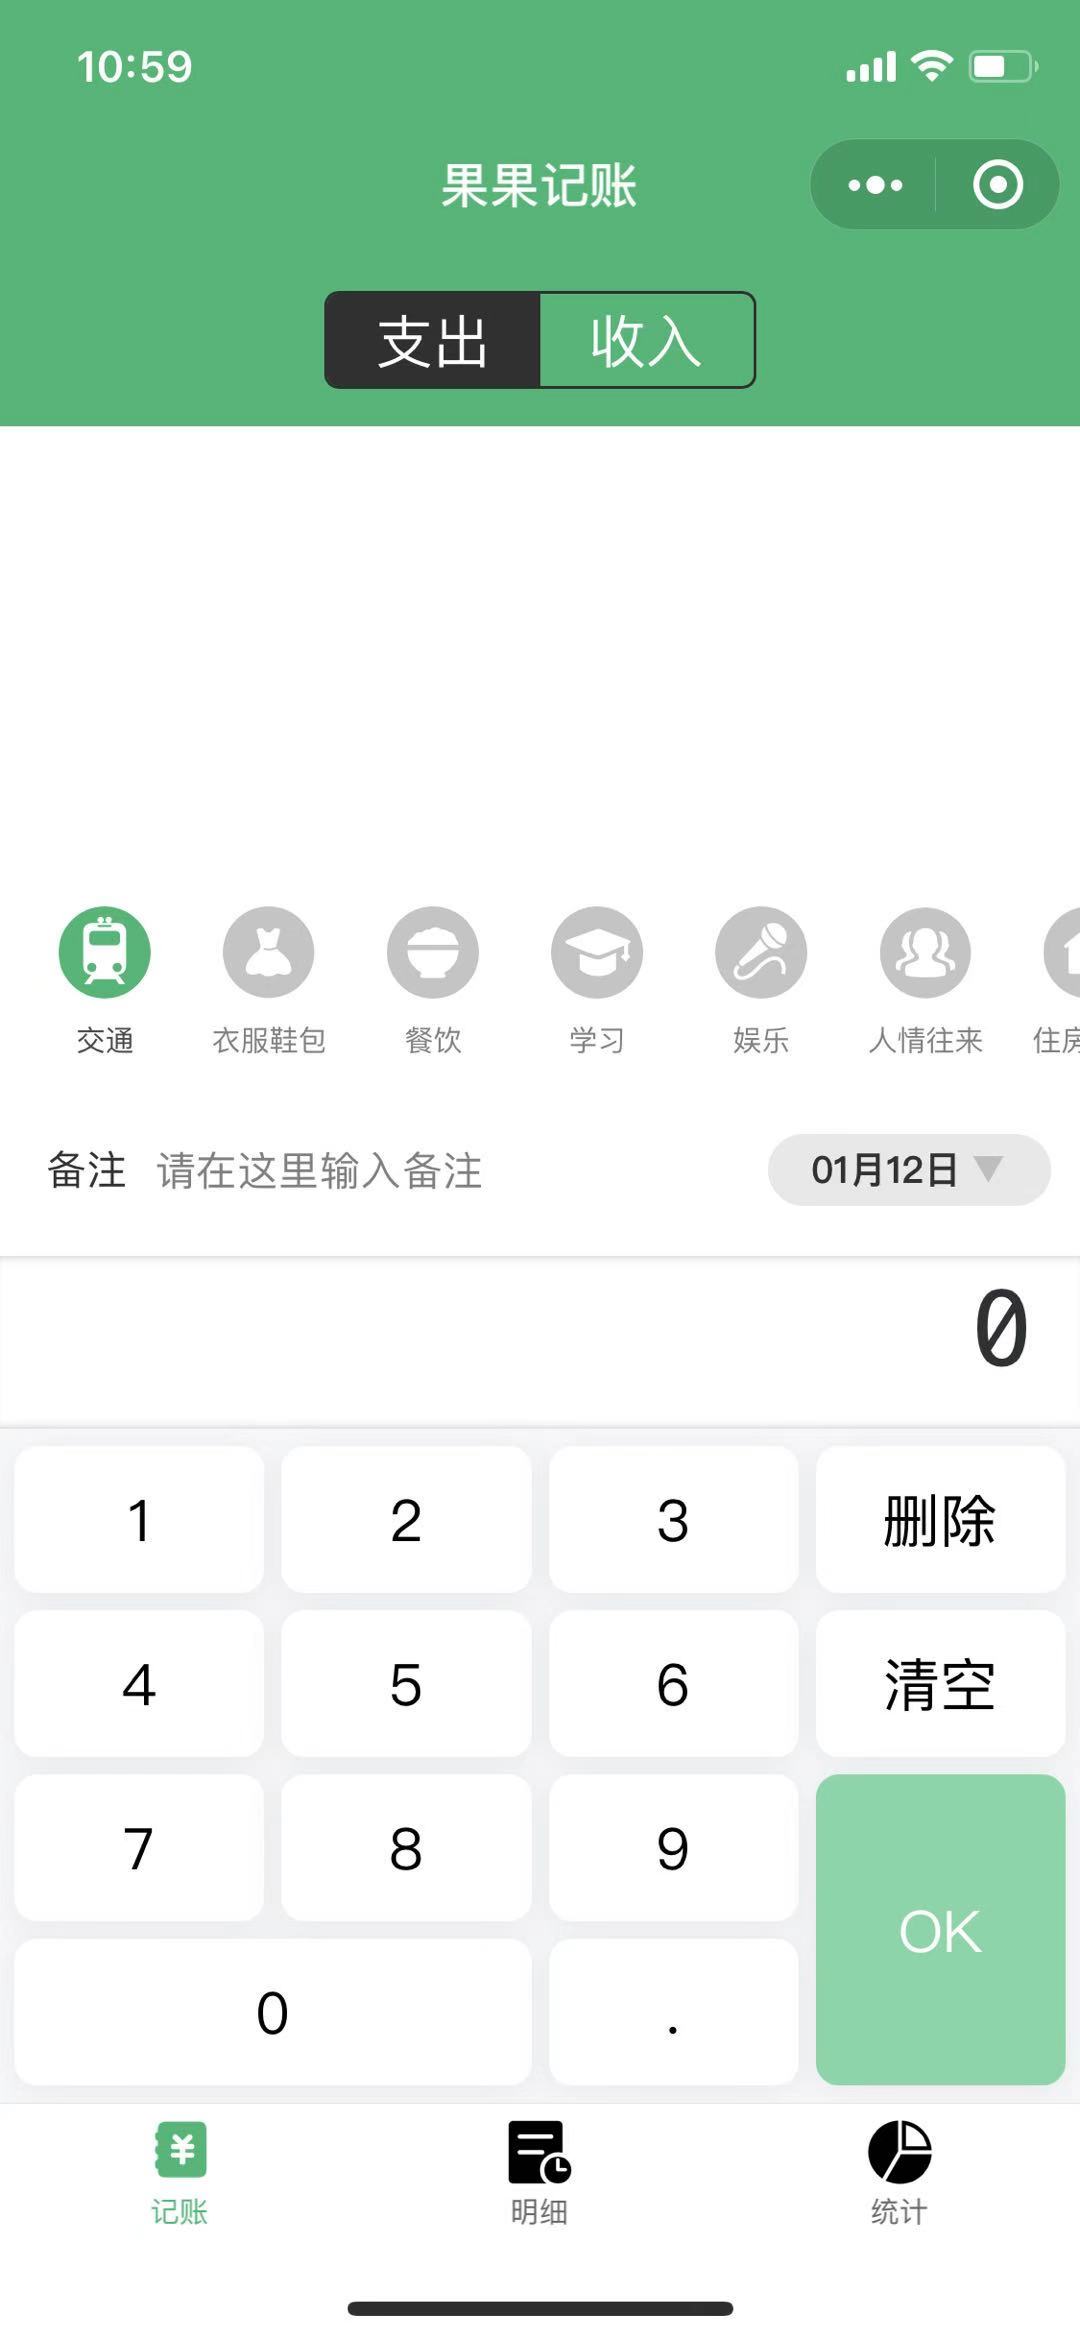 10:59
果果记账
支出 收入
交通 衣服鞋包 餐饮 学习 娱乐 人情往来 住房
备注 请在这里输入备注 01月12日
0
1 2 3 删除
4 5 6 清空
7 8 9
OK
0 .
记账 明细 统计